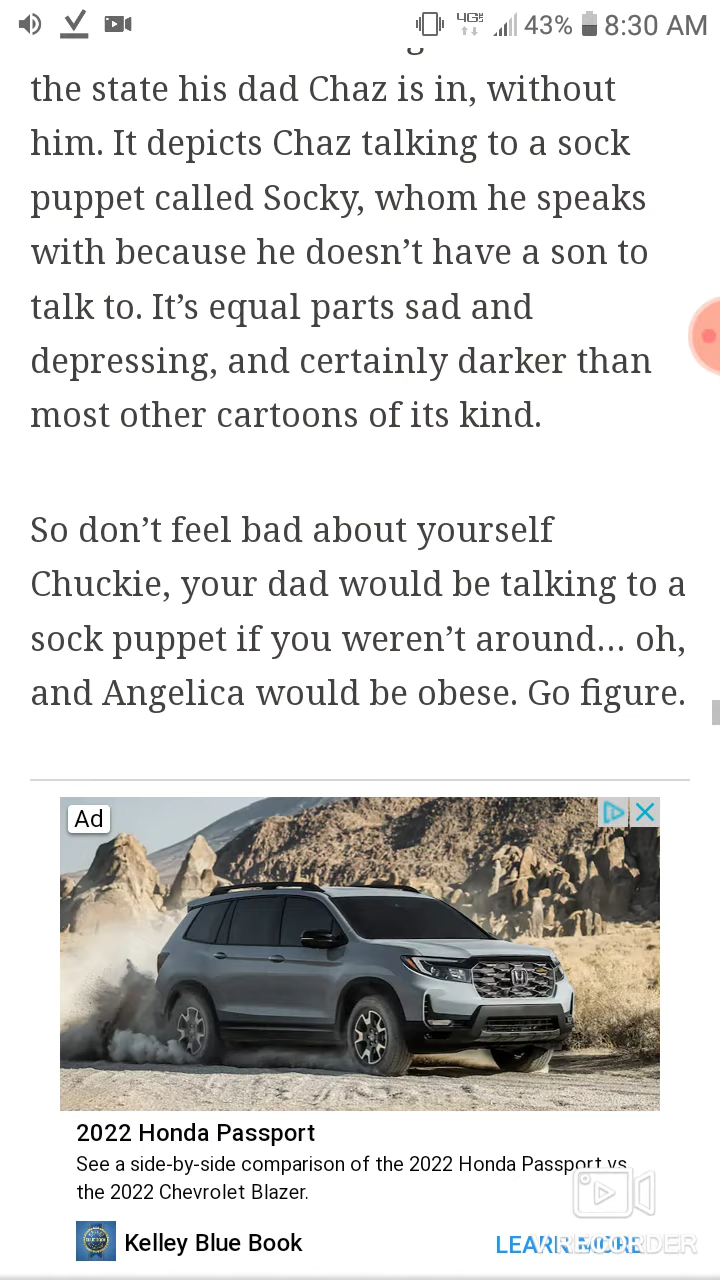 4GE 43% 8:30 AM
the state his dad Chaz is in, without
him. It depicts Chaz talking to a sock
puppet called Socky, whom he speaks
with because he doesn’t have a son to
talk to. It’s equal parts sad and
depressing, and certainly darker than
most other cartoons of its kind.
So don’t feel bad about yourself
Chuckie, your dad would be talking to a
sock puppet if you weren’t around... oh,
and Angelica would be obese. Go figure.
Ad
2022 Honda Passport
See a side-by-side comparison of the 2022 Honda Passport vs.
the 2022 Chevrolet Blazer.
Kelley Blue Book
LEARN MORE
VRECORDER